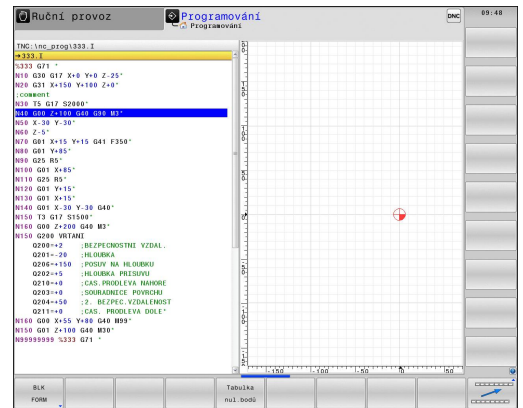 Ruční provoz
Programování
Programování
DNC
09:48
TNC:\nc_prog\333.I
→333.I
%333 G71 *
N10 G30 G17 X+0 Y+0 Z-25*
N20 G31 X+150 Y+100 Z+0*
;comment
N30 T5 G17 S2000*
N40 G00 Z+100 G40 G90 M3*
N50 X-30 Y-30*
N60 Z-5*
N70 G01 X+15 Y+15 G41 F350*
N80 G01 Y+85*
N90 G25 R5*
N100 G01 X+85*
N110 G25 R5*
N120 G01 Y+15*
N130 G01 X+15*
N140 G01 X-30 Y-30 G40*
N150 T3 G17 S1500*
N160 G00 Z+200 G40 M3*
N150 G200 VRTANI
Q200=+2 ;BEZPECNOSTNI VZDAL.
Q201=-20 ;HLOUBKA
Q206=+150 ;POSUV NA HLOUBKU
Q202=+5 ;HLOUBKA PRISUVU
Q210=+0 ;CAS.PRODLEVA NAHORE
Q203=+0 ;SOURADNICE POVRCHU
Q204=+50 ;2. BEZPEC.VZDALENOST
Q211=+0 ;CAS. PRODLEVA DOLE*
N160 G00 X+55 Y+80 G40 M99*
N150 G01 Z+100 G40 M30*
N99999999 %333 G71 *
-150 -100 -50 0 50
BLK
FORM
Tabulka
nul.bodů